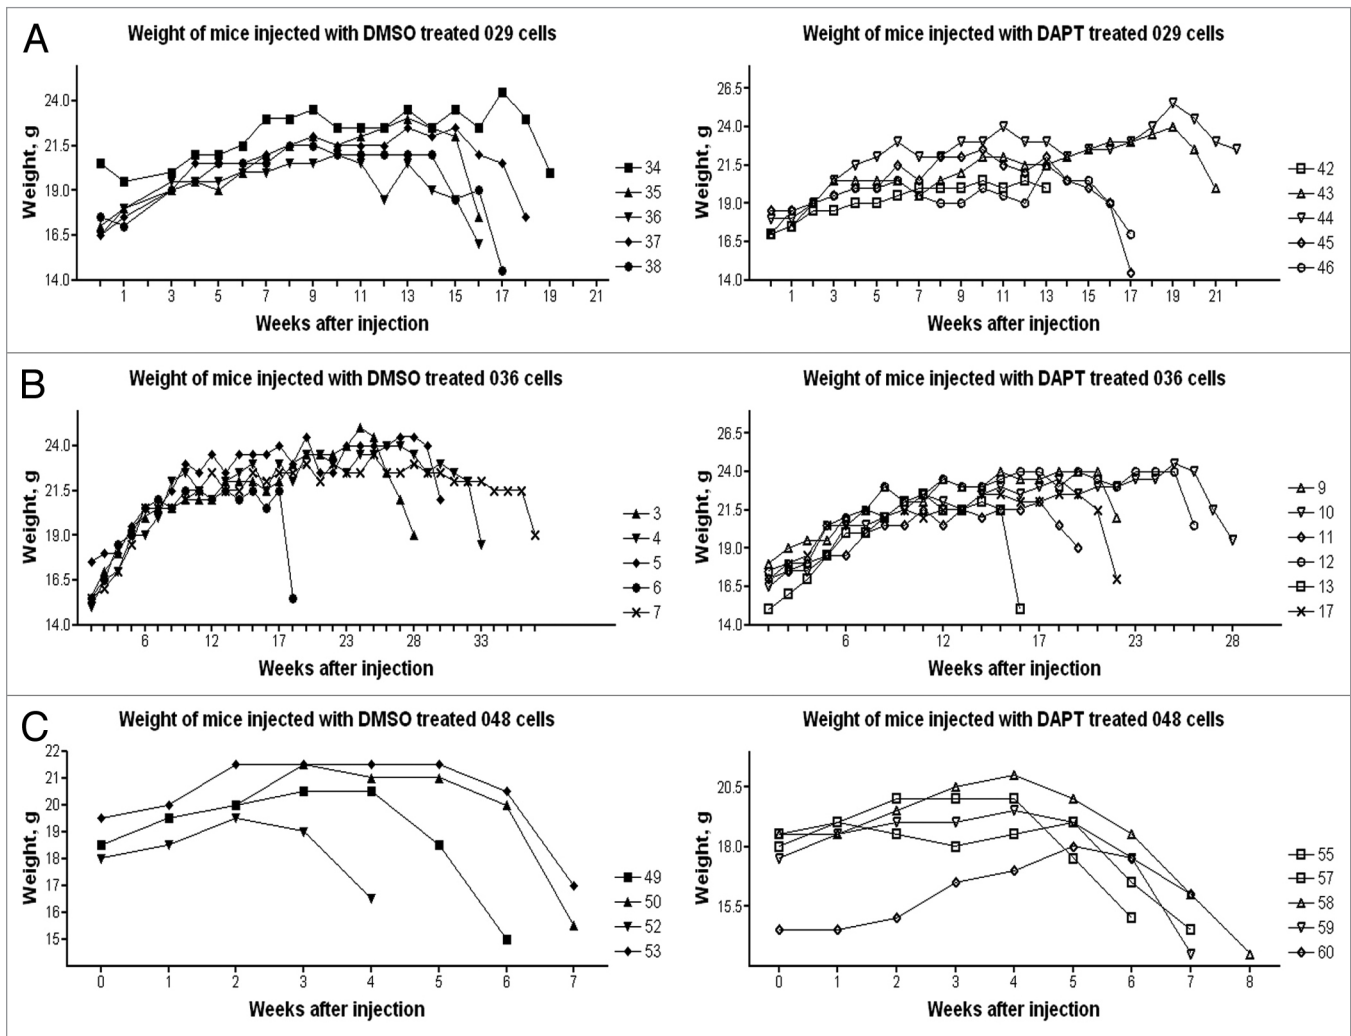 A
Weight of mice injected with DMSO treated 029 cells
Weight, g
24.0
21.5
19.0
16.5
14.0
1 3 5 7 9 11 13 15 17 19 21
Weeks after injection
34
35
36
37
38
Weight of mice injected with DAPT treated 029 cells
Weight, g
26.5
24.0
21.5
19.0
16.5
14.0
1 3 5 7 9 11 13 15 17 19 21
Weeks after injection
42
43
44
45
46
B
Weight of mice injected with DMSO treated 036 cells
Weight, g
24.0
21.5
19.0
16.5
14.0
6 12 17 23 28 33
Weeks after injection
3
4
5
6
7
Weight of mice injected with DAPT treated 036 cells
Weight, g
26.5
24.0
21.5
19.0
16.5
14.0
6 12 17 23 28
Weeks after injection
9
10
11
12
13
17
C
Weight of mice injected with DMSO treated 048 cells
Weight, g
22
21
20
19
18
17
16
15
0 1 2 3 4 5 6 7
Weeks after injection
49
50
52
53
Weight of mice injected with DAPT treated 048 cells
Weight, g
20.5
18.0
15.5
0 1 2 3 4 5 6 7 8
Weeks after injection
55
57
58
59
60